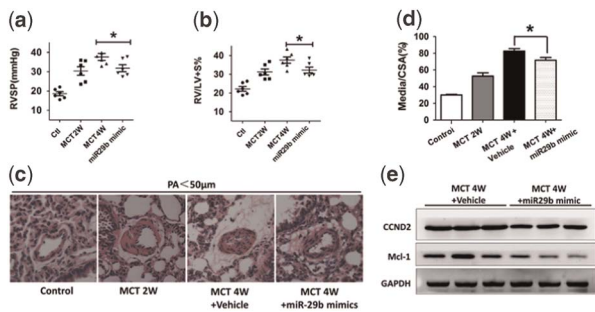 (a)
RVSP(mmHg)
40
30
20
10
0
*
Ctl
MCT2W
MCT4W
miR29b mimic
(b)
RV/LV+S%
60
50
40
30
20
10
0
*
Ctl
MCT2W
MCT4W
miR29b mimic
(d)
Media/CSA(%)
100
80
60
40
20
0
*
Control
MCT 2W
MCT 4W+
Vehicle
MCT 4W+
miR29b mimic
(c)
PA<50μm
Control
MCT 2W
MCT 4W
+Vehicle
MCT 4W
+miR-29b mimics
(e)
MCT 4W
+Vehicle
MCT 4W
+miR29b mimic
CCND2
Mcl-1
GAPDH